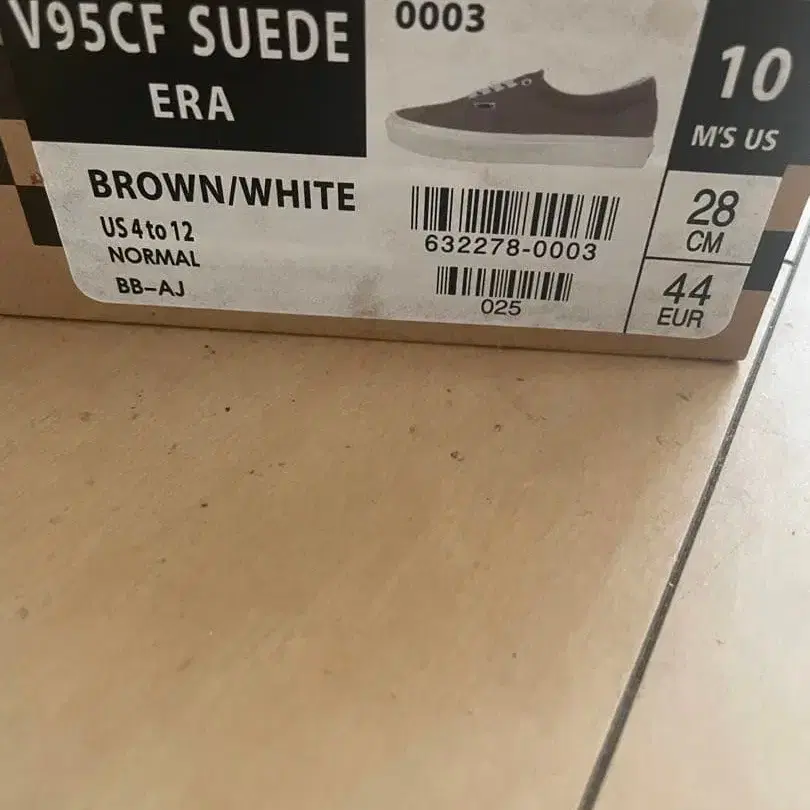 V95CF SUEDE
ERA
0003
10
M'S US
BROWN/WHITE
US 4 to 12
NORMAL
BB-AJ
632278-0003
025
28
CM
44
EUR